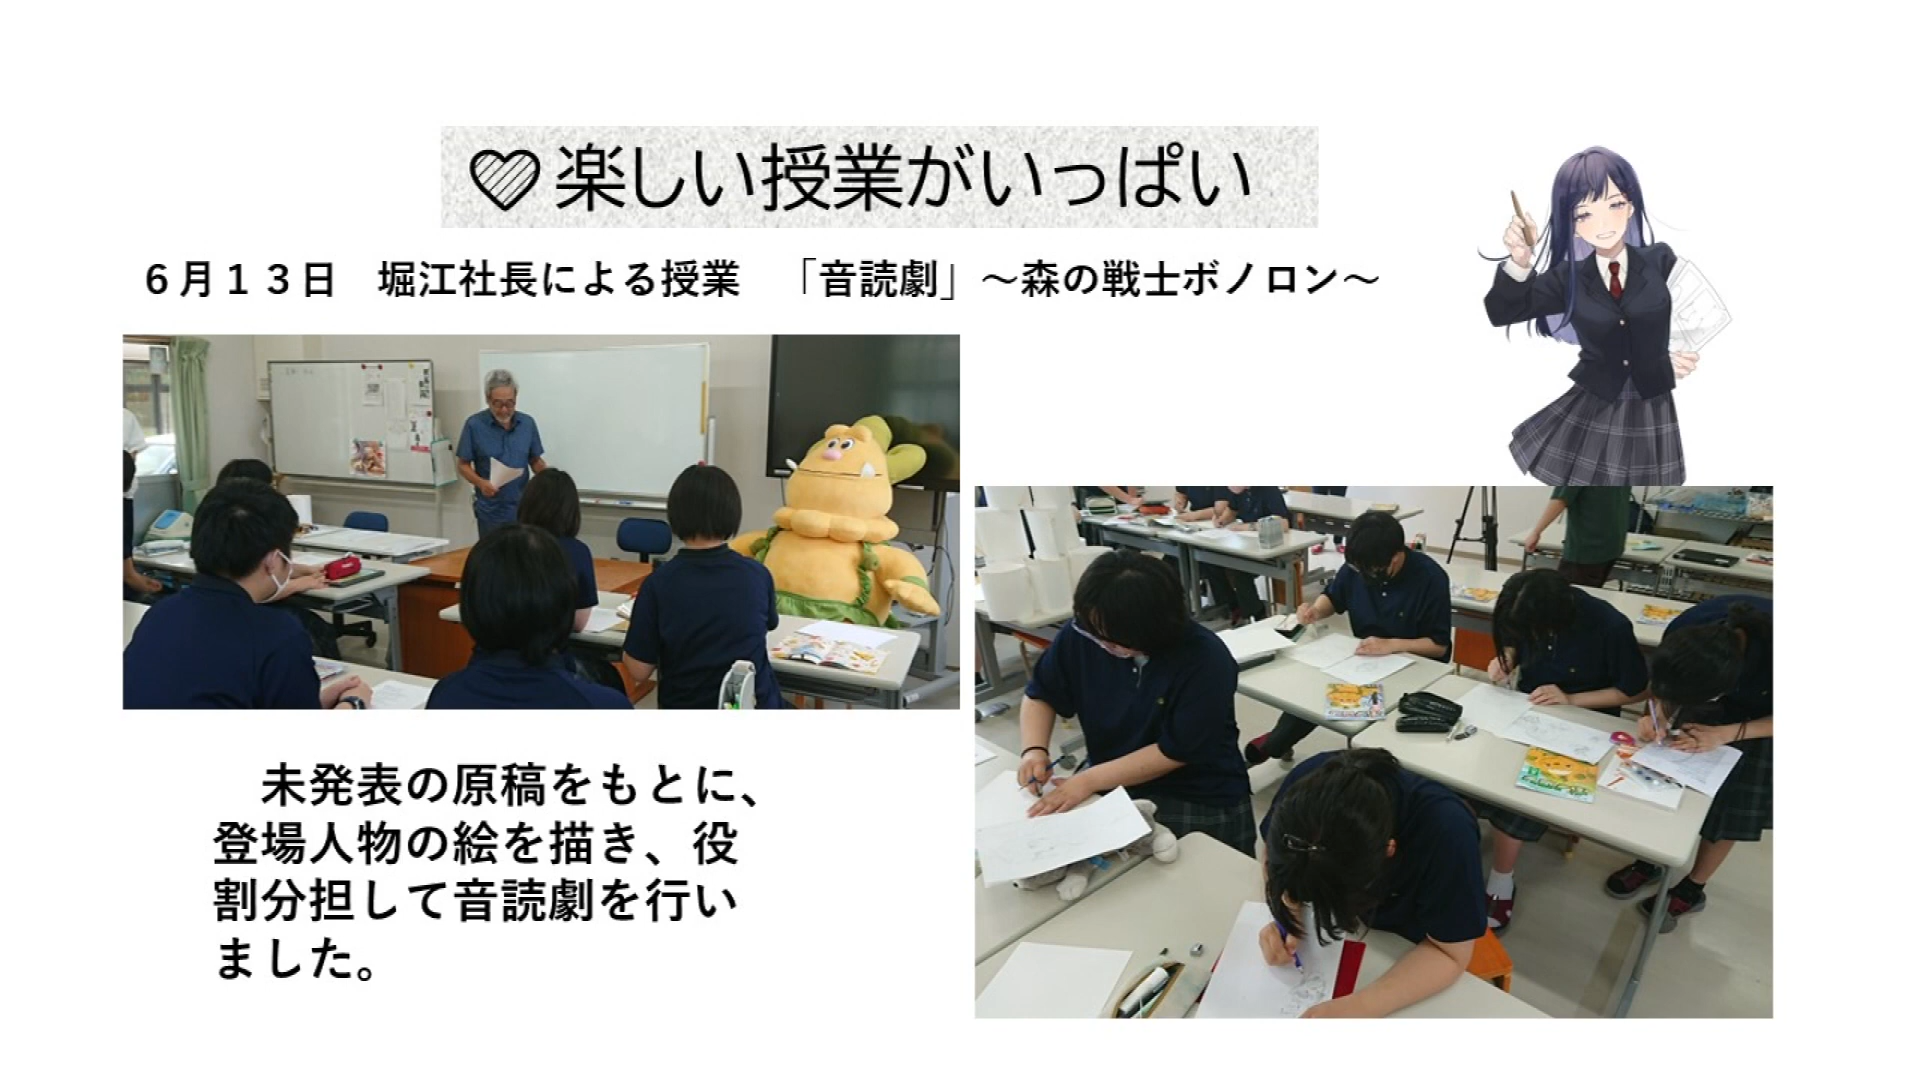 ♡楽しい授業がいっぱい
６月１３日　堀江社長による授業　「音読劇」～森の戦士ボノロン～
未発表の原稿をもとに、
登場人物の絵を描き、役
割分担して音読劇を行い
ました。